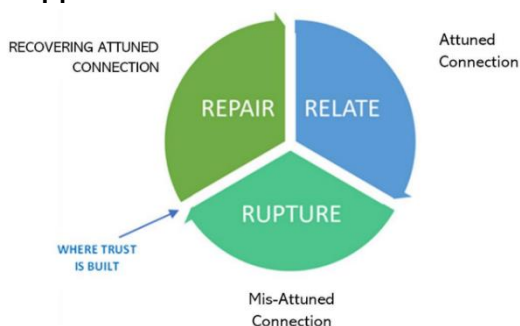 RECOVERING ATTUNED
CONNECTION
Attuned
Connection
REPAIR
RELATE
RUPTURE
WHERE TRUST
IS BUILT
Mis-Attuned
Connection